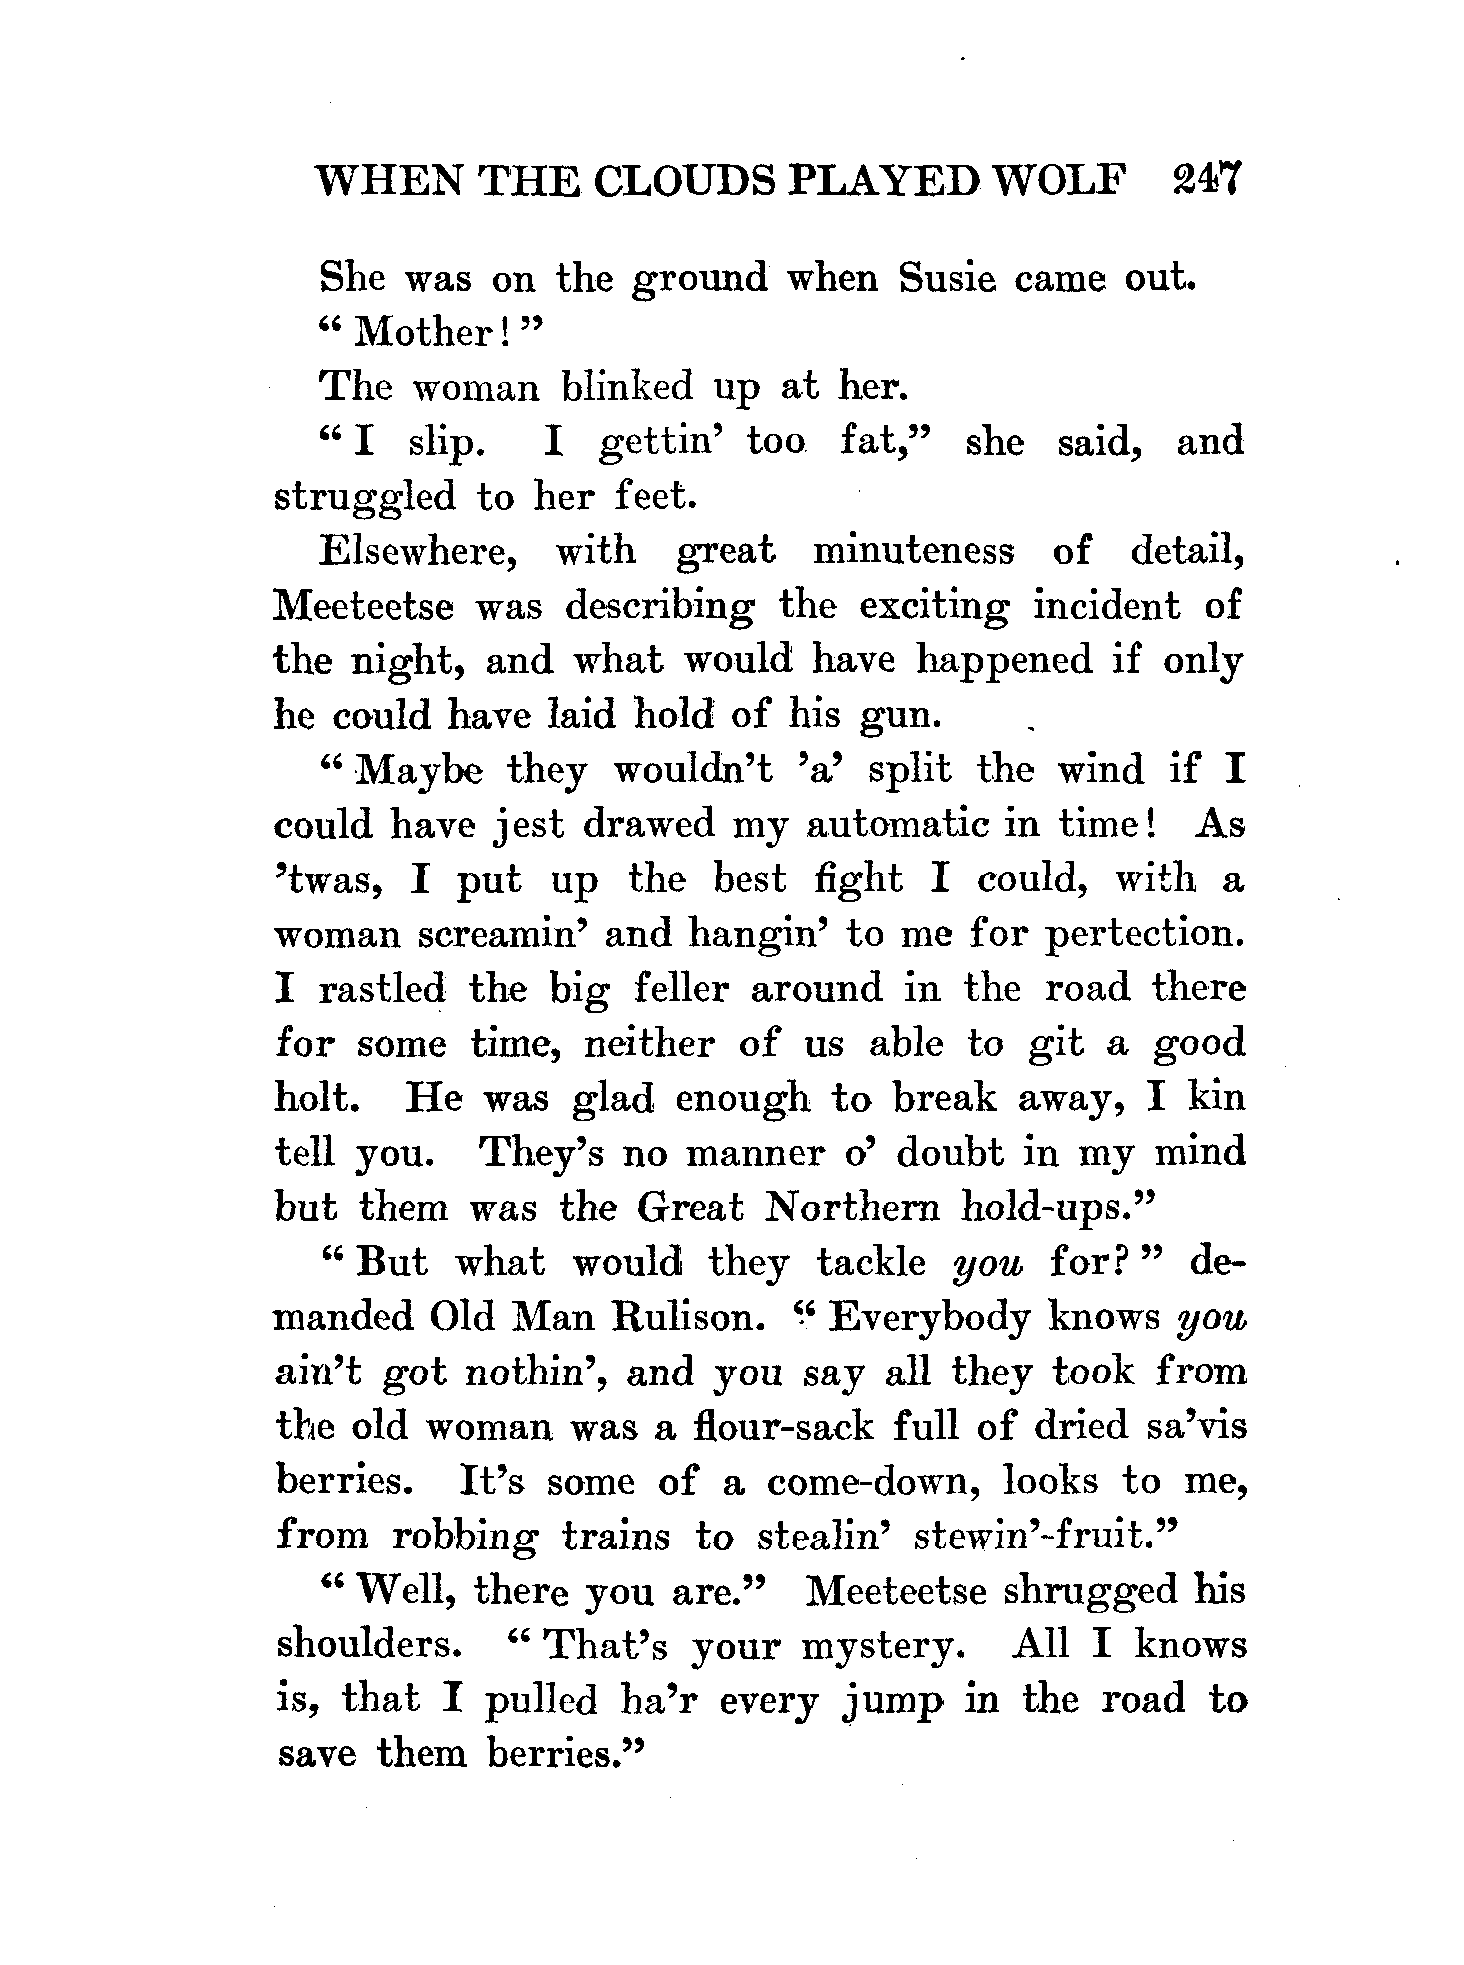 WHEN THE CLOUDS PLAYED WOLF 247
She was on the ground when Susie came out.
“Mother!”
The woman blinked up at her.
“I slip. I gettin’ too fat,” she said, and
struggled to her feet.
Elsewhere, with great minuteness of detail,
Meeteetse was describing the exciting incident of
the night, and what would have happened if only
he could have laid hold of his gun.
“Maybe they wouldn’t ’a’ split the wind if I
could have jest drawed my automatic in time! As
’twas, I put up the best fight I could, with a
woman screamin’ and hangin’ to me for pertection.
I rastled the big feller around in the road there
for some time, neither of us able to git a good
holt. He was glad enough to break away, I kin
tell you. They’s no manner o’ doubt in my mind
but them was the Great Northern hold-ups.”
“But what would they tackle you for?” de-
manded Old Man Rulison. “Everybody knows you
ain’t got nothin’, and you say all they took from
the old woman was a flour-sack full of dried sa’vis
berries. It’s some of a come-down, looks to me,
from robbing trains to stealin’ stewin’-fruit.”
“Well, there you are.” Meeteetse shrugged his
shoulders. “That’s your mystery. All I knows
is, that I pulled ha’r every jump in the road to
save them berries.”